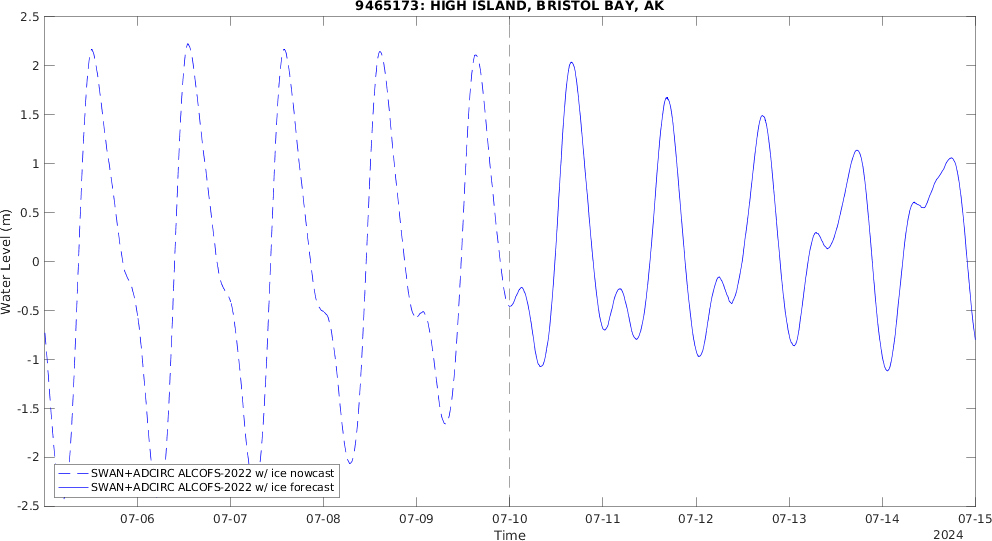 9465173: HIGH ISLAND, BRISTOL BAY, AK
2.5
2
1.5
1
0.5
0
-0.5
-1
-1.5
-2
-2.5
Water Level (m)
SWAN+ADCIRC ALCOFS-2022 w/ ice nowcast
SWAN+ADCIRC ALCOFS-2022 w/ ice forecast
07-06 07-07 07-08 07-09 07-10 07-11 07-12 07-13 07-14 07-15
Time
2024